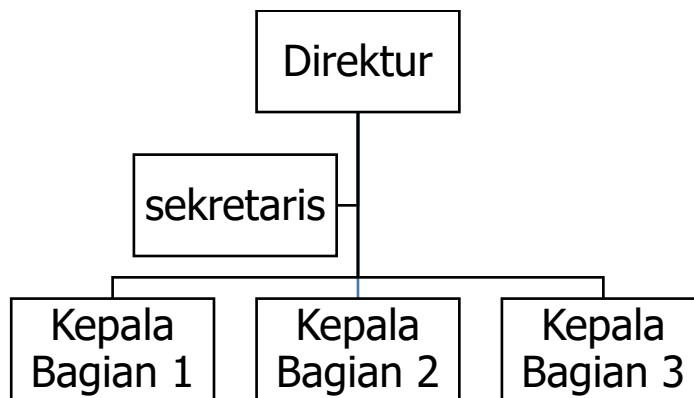 Direktur
sekretaris
Kepala
Bagian 1
Kepala
Bagian 2
Kepala
Bagian 3